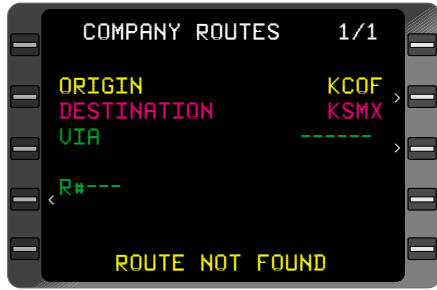 COMPANY ROUTES 1/1
ORIGIN KCOF >
DESTINATION KSMX
VIA ------ >
< R#---
ROUTE NOT FOUND